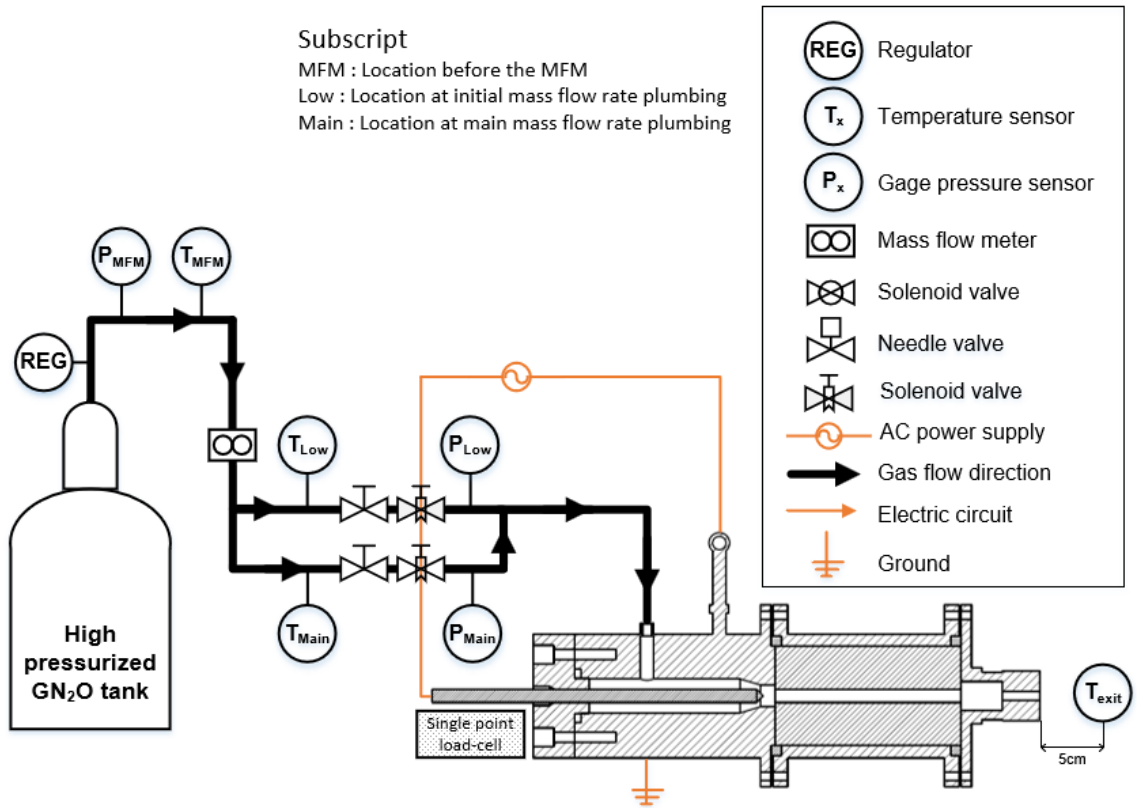 Subscript
MFM : Location before the MFM
Low : Location at initial mass flow rate plumbing
Main : Location at main mass flow rate plumbing
REG Regulator
Tx Temperature sensor
Px Gage pressure sensor
Mass flow meter
Solenoid valve
Needle valve
Solenoid valve
AC power supply
Gas flow direction
Electric circuit
Ground
PMFM
TMFM
REG
TLow
PLow
TMain
PMain
High
pressurized
GN2O tank
Single point
load-cell
Texit
5cm